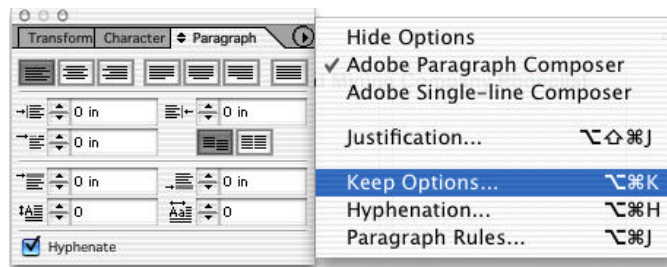 Transform Character Paragraph
0 in 0 in
0 in
0 in 0 in
0 0
Hyphenate
Hide Options
✓ Adobe Paragraph Composer
Adobe Single-line Composer
Justification... ⌥⇧⌘J
Keep Options... ⌥⌘K
Hyphenation... ⌥⌘H
Paragraph Rules... ⌥⌘J